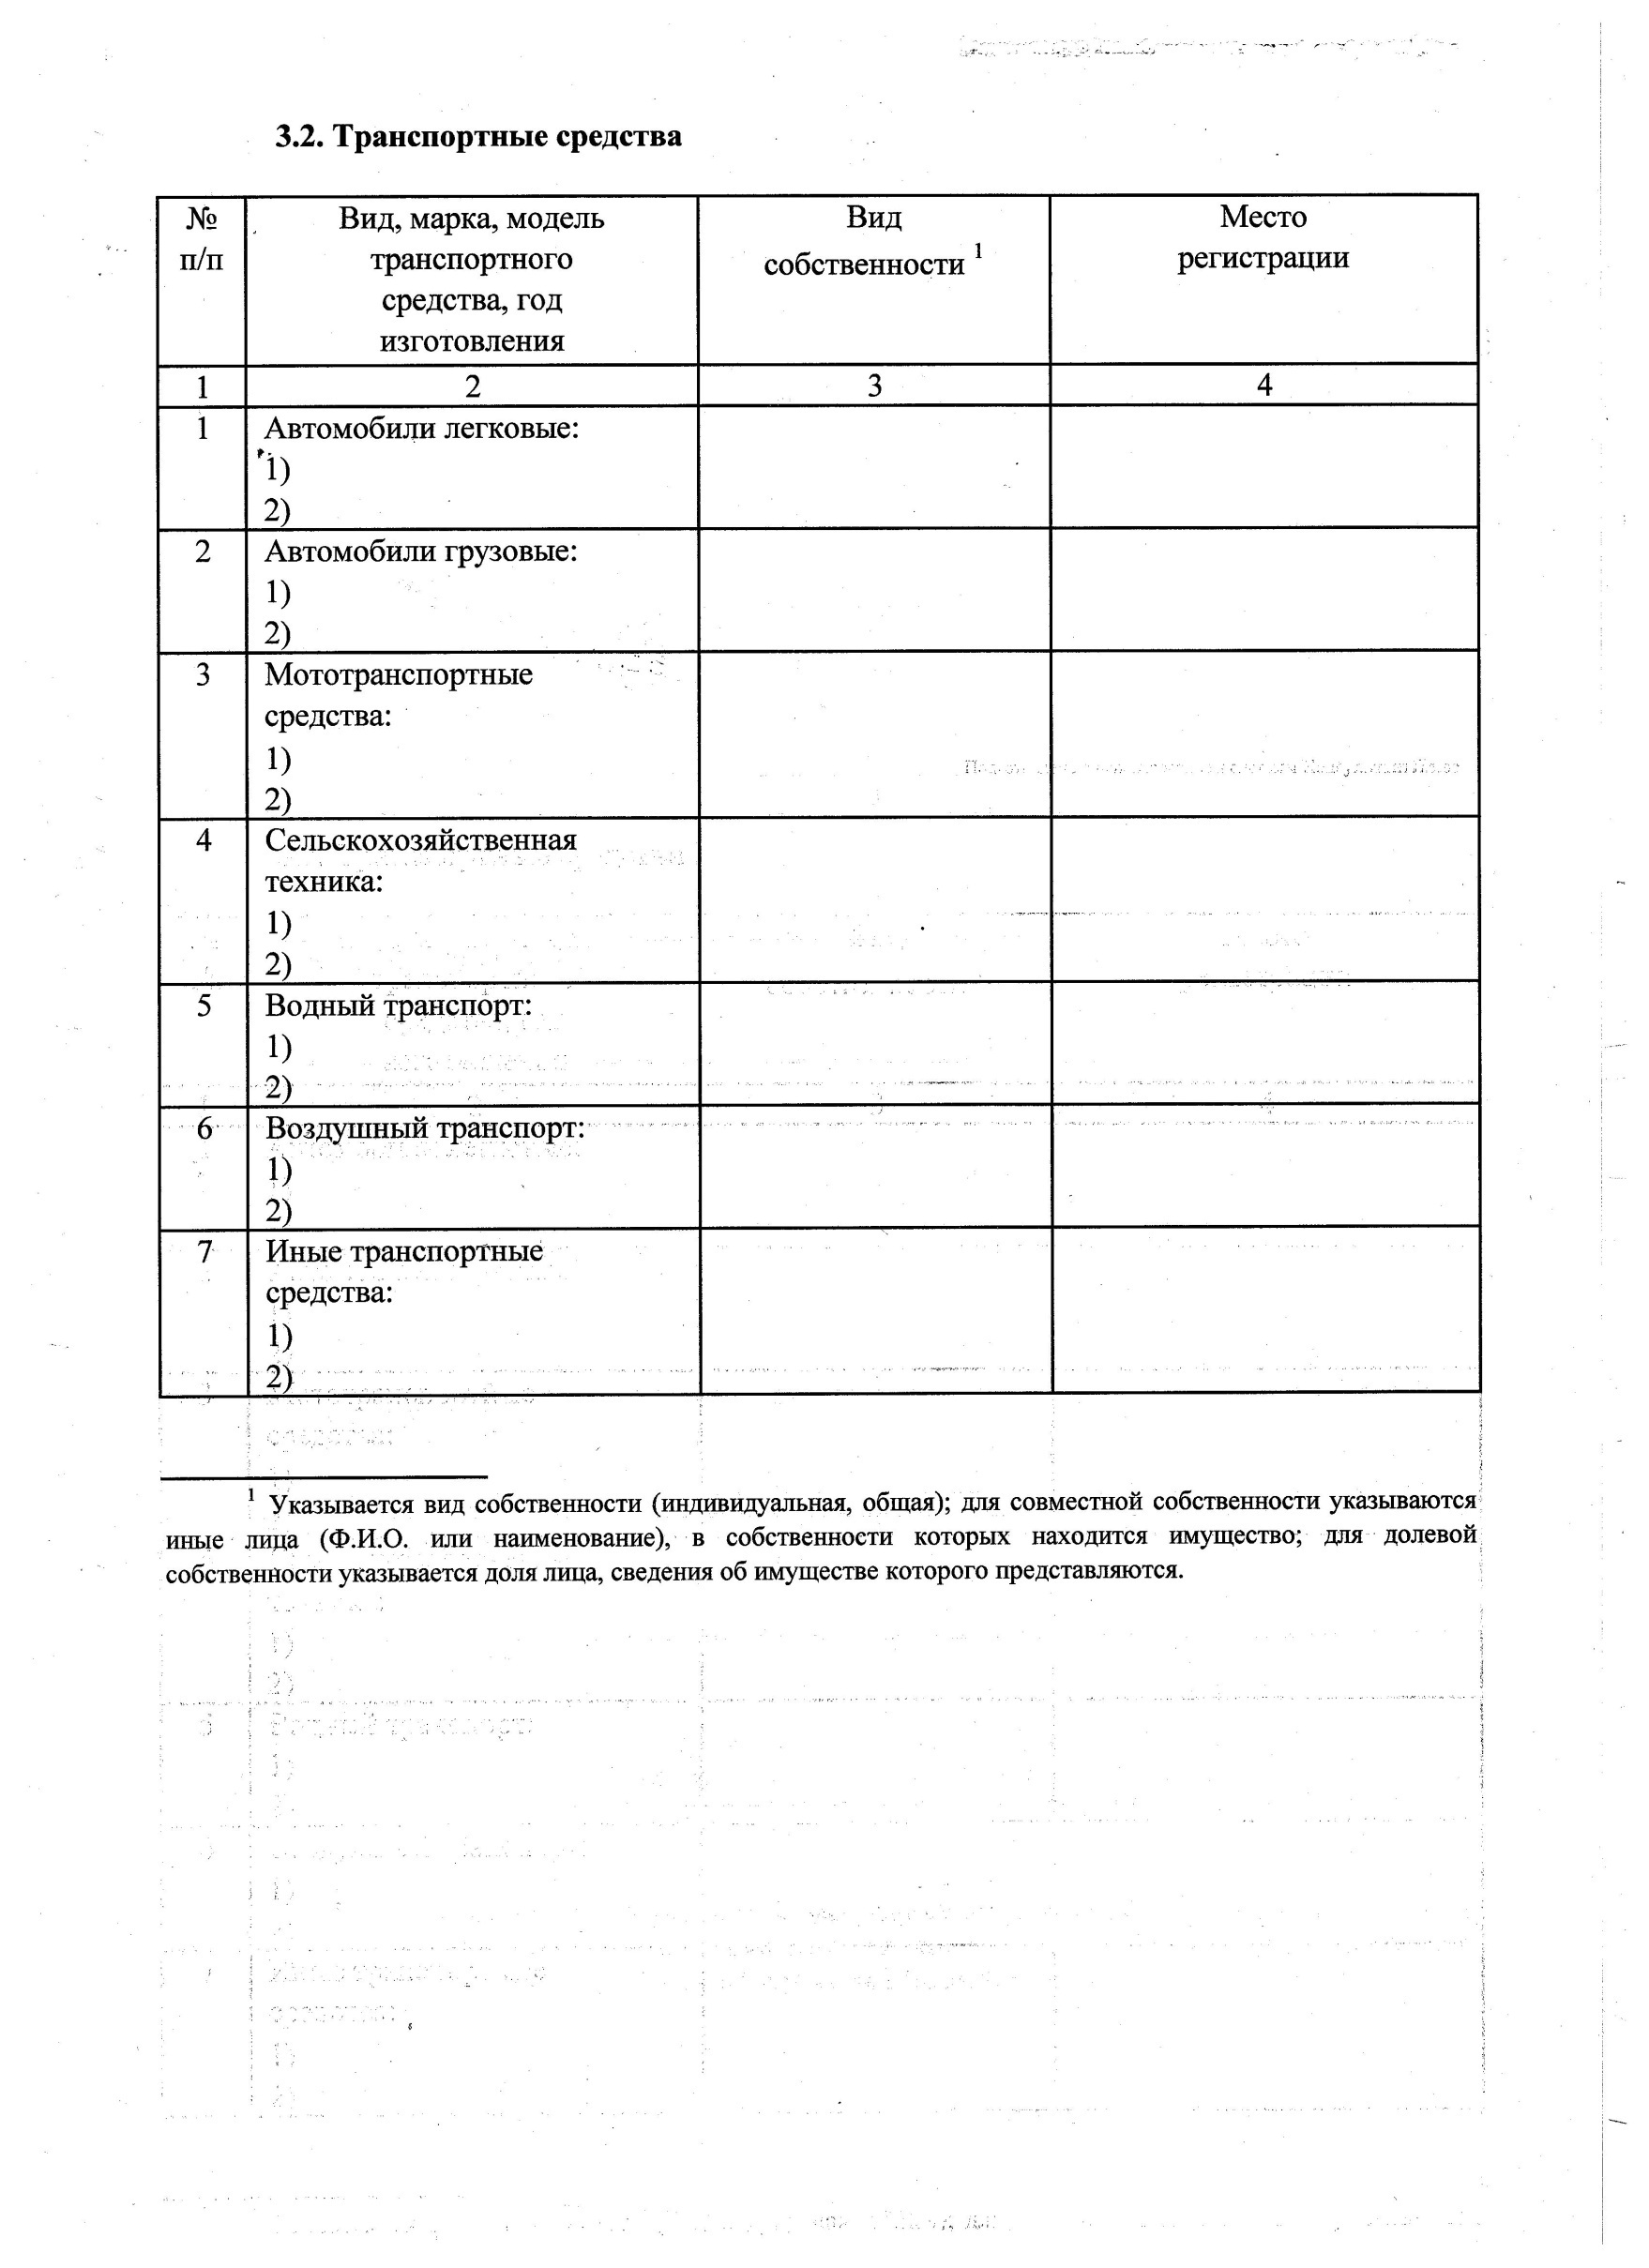 3.2. Транспортные средства
№
п/п
Вид, марка, модель
транспортного
средства, год
изготовления
Вид
собственности 1
Место
регистрации
1 2 3 4
1 Автомобили легковые:
1)
2)
2 Автомобили грузовые:
1)
2)
3 Мототранспортные
средства:
1)
2)
4 Сельскохозяйственная
техника:
1)
2)
5 Водный транспорт:
1)
2)
6 Воздушный транспорт:
1)
2)
7 Иные транспортные
средства:
1)
2)
1 Указывается вид собственности (индивидуальная, общая); для совместной собственности указываются
иные лица (Ф.И.О. или наименование), в собственности которых находится имущество; для долевой
собственности указывается доля лица, сведения об имуществе которого представляются.